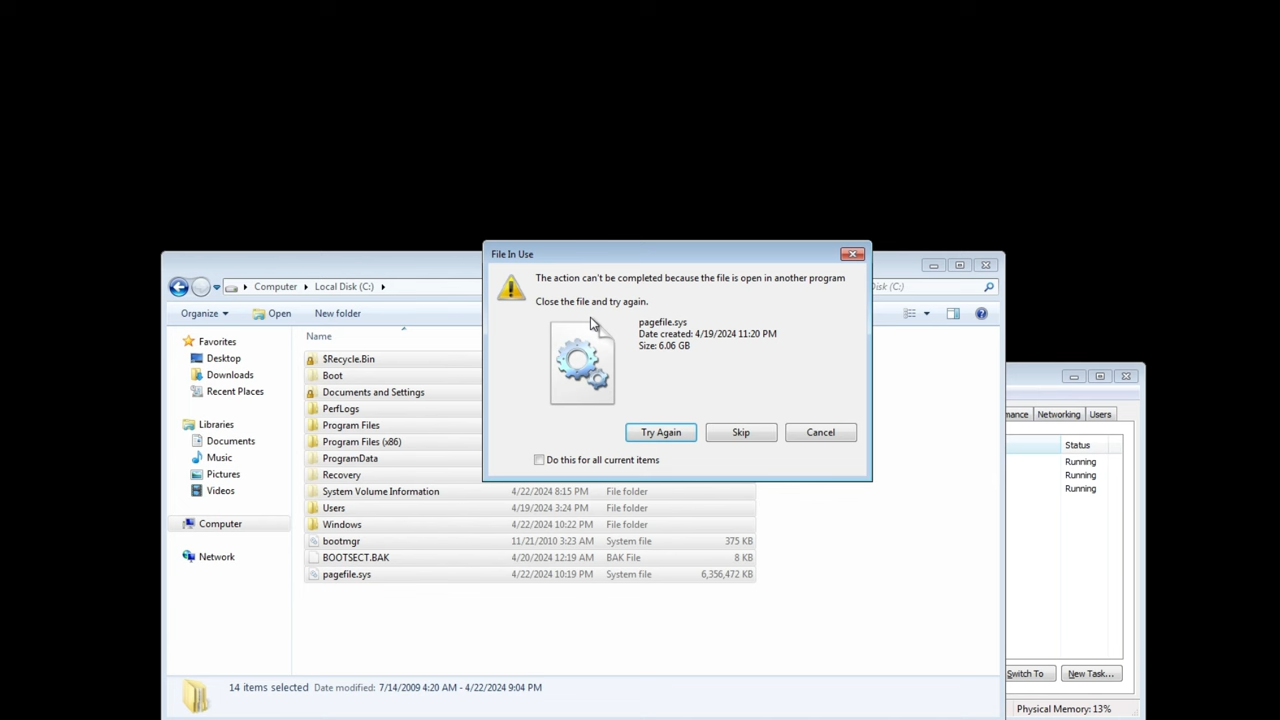 File In Use
The action can't be completed because the file is open in another program
Close the file and try again.
pagefile.sys
Date created: 4/19/2024 11:20 PM
Size: 6.06 GB
Try Again
Skip
Cancel
Do this for all current items
Computer
Local Disk (C:)
Disk (C:)
Organize
Open
New folder
Favorites
Desktop
Downloads
Recent Places
Libraries
Documents
Music
Pictures
Videos
Computer
Network
Name
$Recycle.Bin
Boot
Documents and Settings
PerfLogs
Program Files
Program Files (x86)
ProgramData
Recovery
System Volume Information 4/22/2024 8:15 PM File folder
Users 4/19/2024 3:24 PM File folder
Windows 4/22/2024 10:22 PM File folder
bootmgr 11/21/2010 3:23 AM System file 375 KB
BOOTSECT.BAK 4/20/2024 12:19 AM BAK File 8 KB
pagefile.sys 4/22/2024 10:19 PM System file 6,356,472 KB
14 items selected Date modified: 7/14/2009 4:20 AM - 4/22/2024 9:04 PM
mance Networking Users
Status
Running
Running
Running
Switch To
New Task...
Physical Memory: 13%